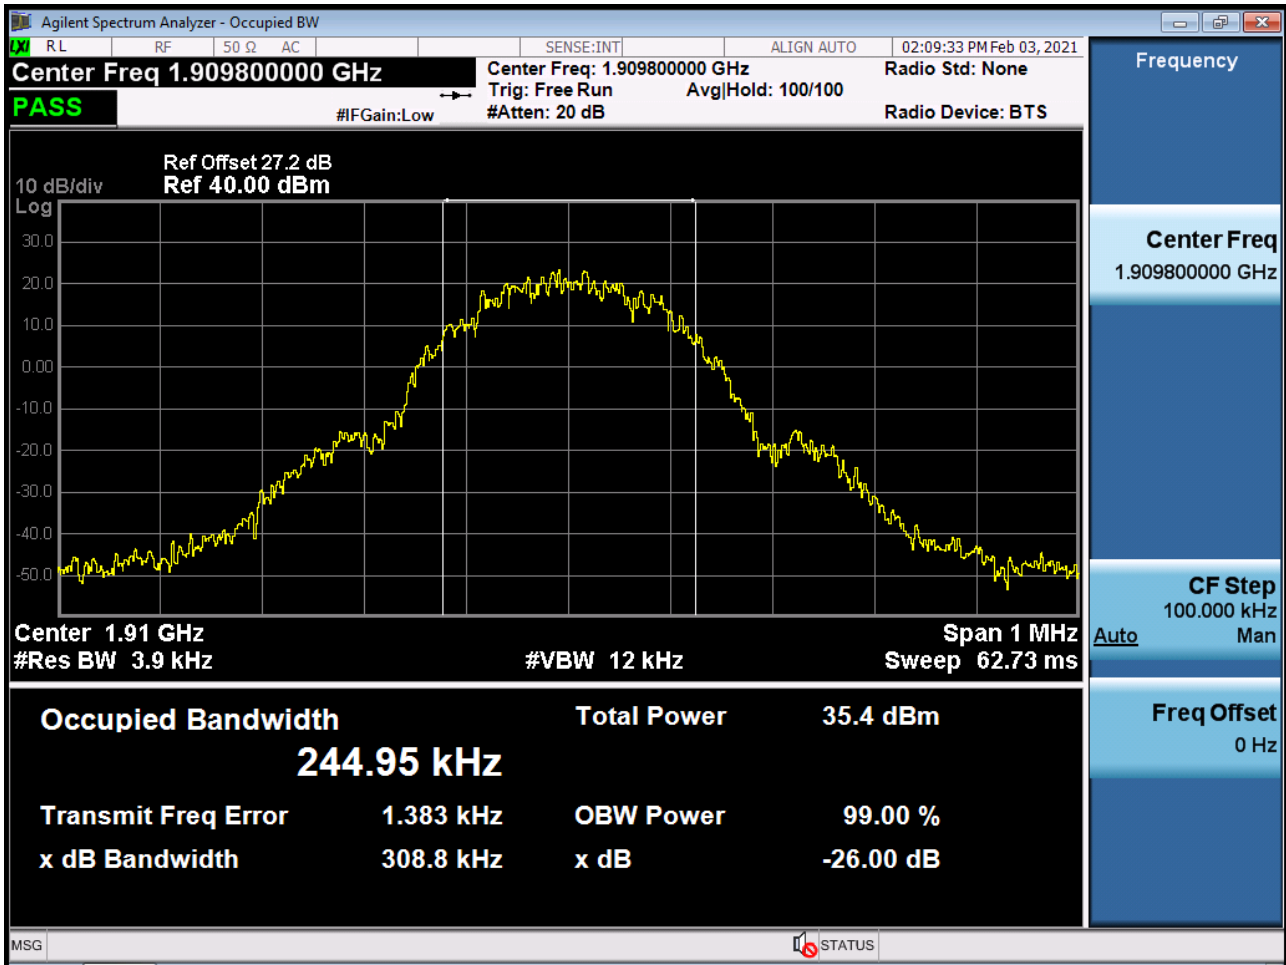 Agilent Spectrum Analyzer - Occupied BW
LXI RL RF 50 Ω AC SENSE:INT ALIGN AUTO 02:09:33 PM Feb 03, 2021
Center Freq 1.909800000 GHz
PASS
#IFGain:Low
Center Freq: 1.909800000 GHz
Trig: Free Run Avg|Hold: 100/100
#Atten: 20 dB
Radio Std: None
Radio Device: BTS
Ref Offset 27.2 dB
10 dB/div Ref 40.00 dBm
Log
30.0
20.0
10.0
0.00
-10.0
-20.0
-30.0
-40.0
-50.0
Center 1.91 GHz Span 1 MHz
#Res BW 3.9 kHz #VBW 12 kHz Sweep 62.73 ms
Occupied Bandwidth Total Power 35.4 dBm
244.95 kHz
Transmit Freq Error 1.383 kHz OBW Power 99.00 %
x dB Bandwidth 308.8 kHz x dB -26.00 dB
MSG STATUS
Frequency
Center Freq
1.909800000 GHz
CF Step
100.000 kHz
Auto Man
Freq Offset
0 Hz